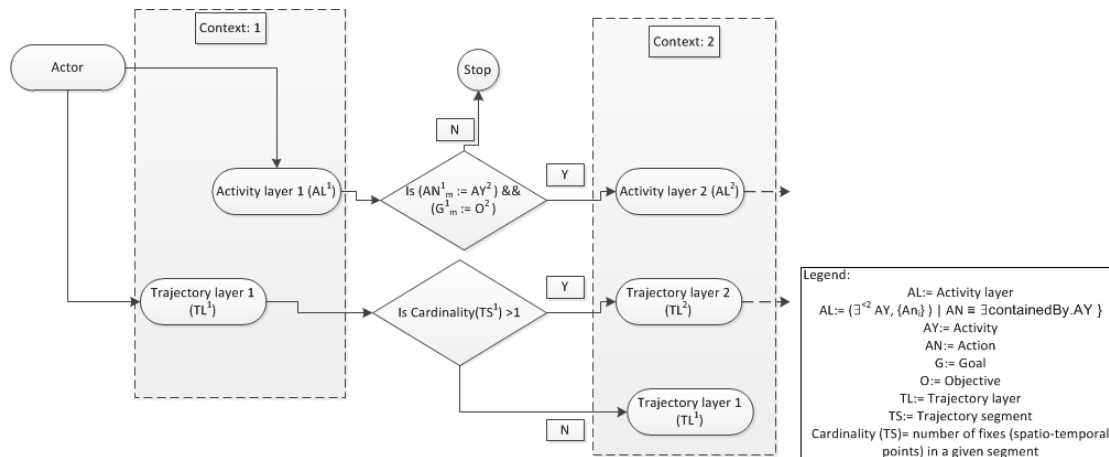 Context: 1
Context: 2
Actor
Stop
N
Activity layer 1 (AL¹)
Is (AN¹ₘ := AY²) &&
(G¹ₘ := O²)
Y
Activity layer 2 (AL²)
Trajectory layer 1
(TL¹)
Is Cardinality(TS¹) >1
Y
Trajectory layer 2
(TL²)
N
Trajectory layer 1
(TL¹)
Legend:
AL:= Activity layer
AL:= (∃<2 AY, {Anᵢ} ) | AN ≡ ∃containedBy.AY }
AY:= Activity
AN:= Action
G:= Goal
O:= Objective
TL:= Trajectory layer
TS:= Trajectory segment
Cardinality (TS)= number of fixes (spatio-temporal
points) in a given segment